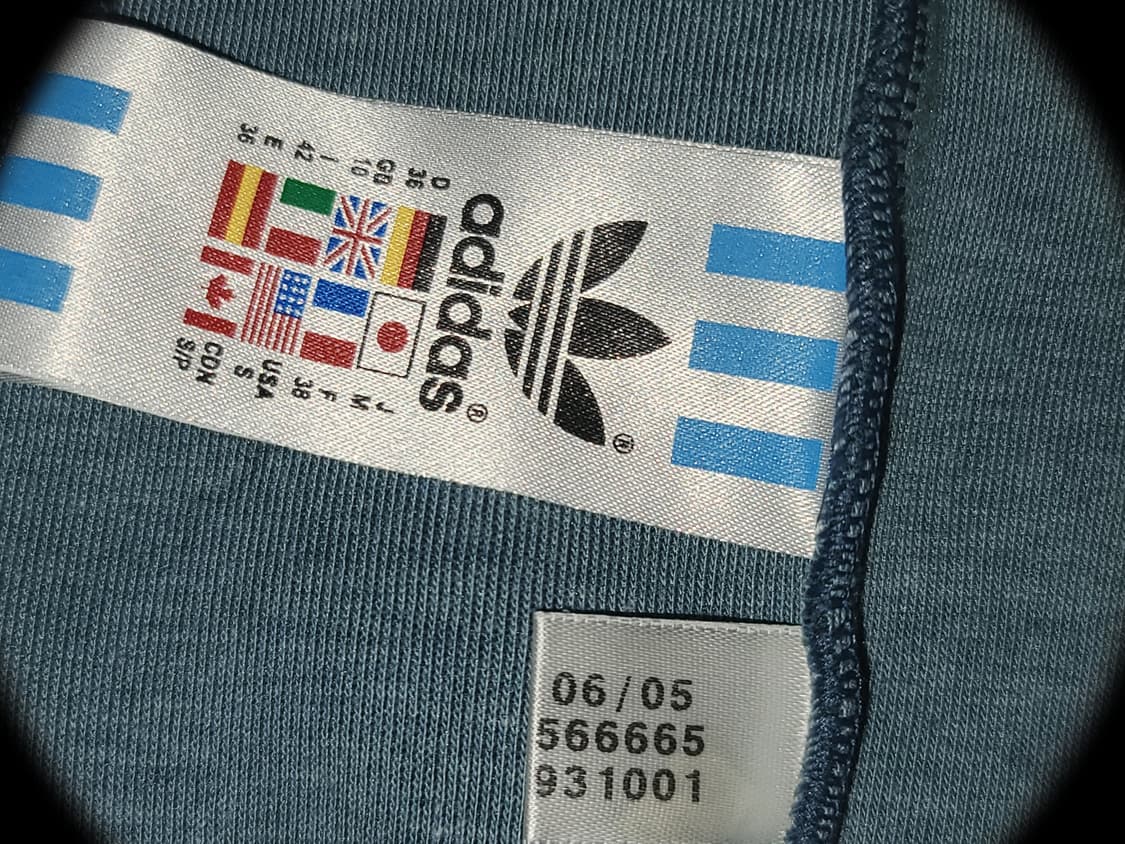 adidas®
®
D GB I E
36 10 42 36
J F USA CDN
M 38 S S/P
06/05
566665
931001